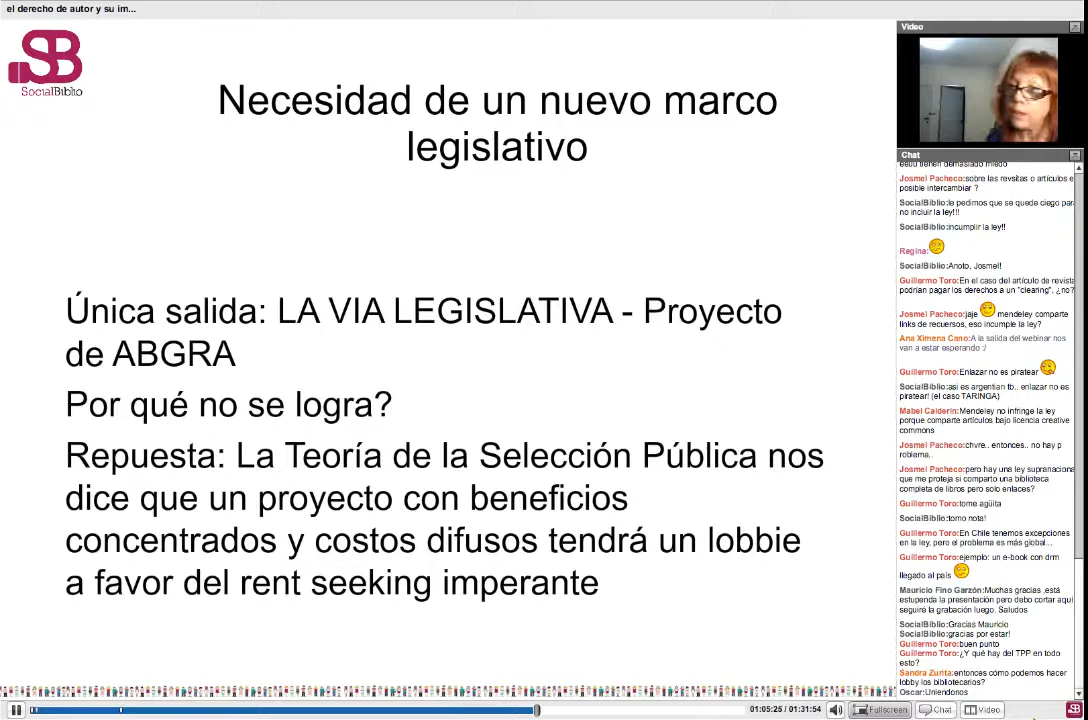 el derecho de autor y su im...
SB
SocialBiblio
Necesidad de un nuevo marco
legislativo
Única salida: LA VIA LEGISLATIVA - Proyecto
de ABGRA
Por qué no se logra?
Repuesta: La Teoría de la Selección Pública nos
dice que un proyecto con beneficios
concentrados y costos difusos tendrá un lobbie
a favor del rent seeking imperante
Video
Chat
eeuu tienen demasiado miedo
Josmel Pacheco:sobre las revsitas o artículos e
posible intercambiar ?
SocialBiblio:le pedimos que se quede ciego par
no incluir la ley!!!
SocialBiblio:incumplir la ley!!
Regina:
SocialBiblio:Anoto, Josmel!
Guillermo Toro:En el caso del artículo de revista
podrían pagar los derechos a un "clearing", ¿no?
Josmel Pacheco:jaje mendeley comparte
links de recuersos, eso incumple la ley?
Ana Ximena Cano:A la salida del webinar nos
van a estar esperando :/
Guillermo Toro:Enlazar no es piratear
SocialBiblio:asi es argentian tb.. enlazar no es
piratear! (el caso TARINGA)
Mabel Calderin:Mendeley no infringe la ley
porque comparte artículos bajo licencia creative
commons
Josmel Pacheco:chvre.. entonces.. no hay p
roblema..
Josmel Pacheco:pero hay una ley supranaciona
que me proteja si comparto una biblioteca
completa de libros pero solo enlaces?
Guillermo Toro:tome agüita
SocialBiblio:tomo nota!
Guillermo Toro:En Chile tenemos excepciones
en la ley, pero el problema es más global...
Guillermo Toro:ejemplo: un e-book con drm
llegado al país
Mauricio Fino Garzón:Muchas gracias ,está
estupenda la presentación pero debo cortar aquí
seguiré la grabación luego. Saludos
SocialBiblio:Gracias Mauricio
SocialBiblio:gracias por estar!
Guillermo Toro:buen punto
Guillermo Toro:¿Y qué hay del TPP en todo
esto?
Sandra Zurita:entonces cómo podemos hacer
lobby los bibliotecarios?
Oscar:Uniendonos
01:05:25 / 01:31:54
Fullscreen
Chat
Video
SB